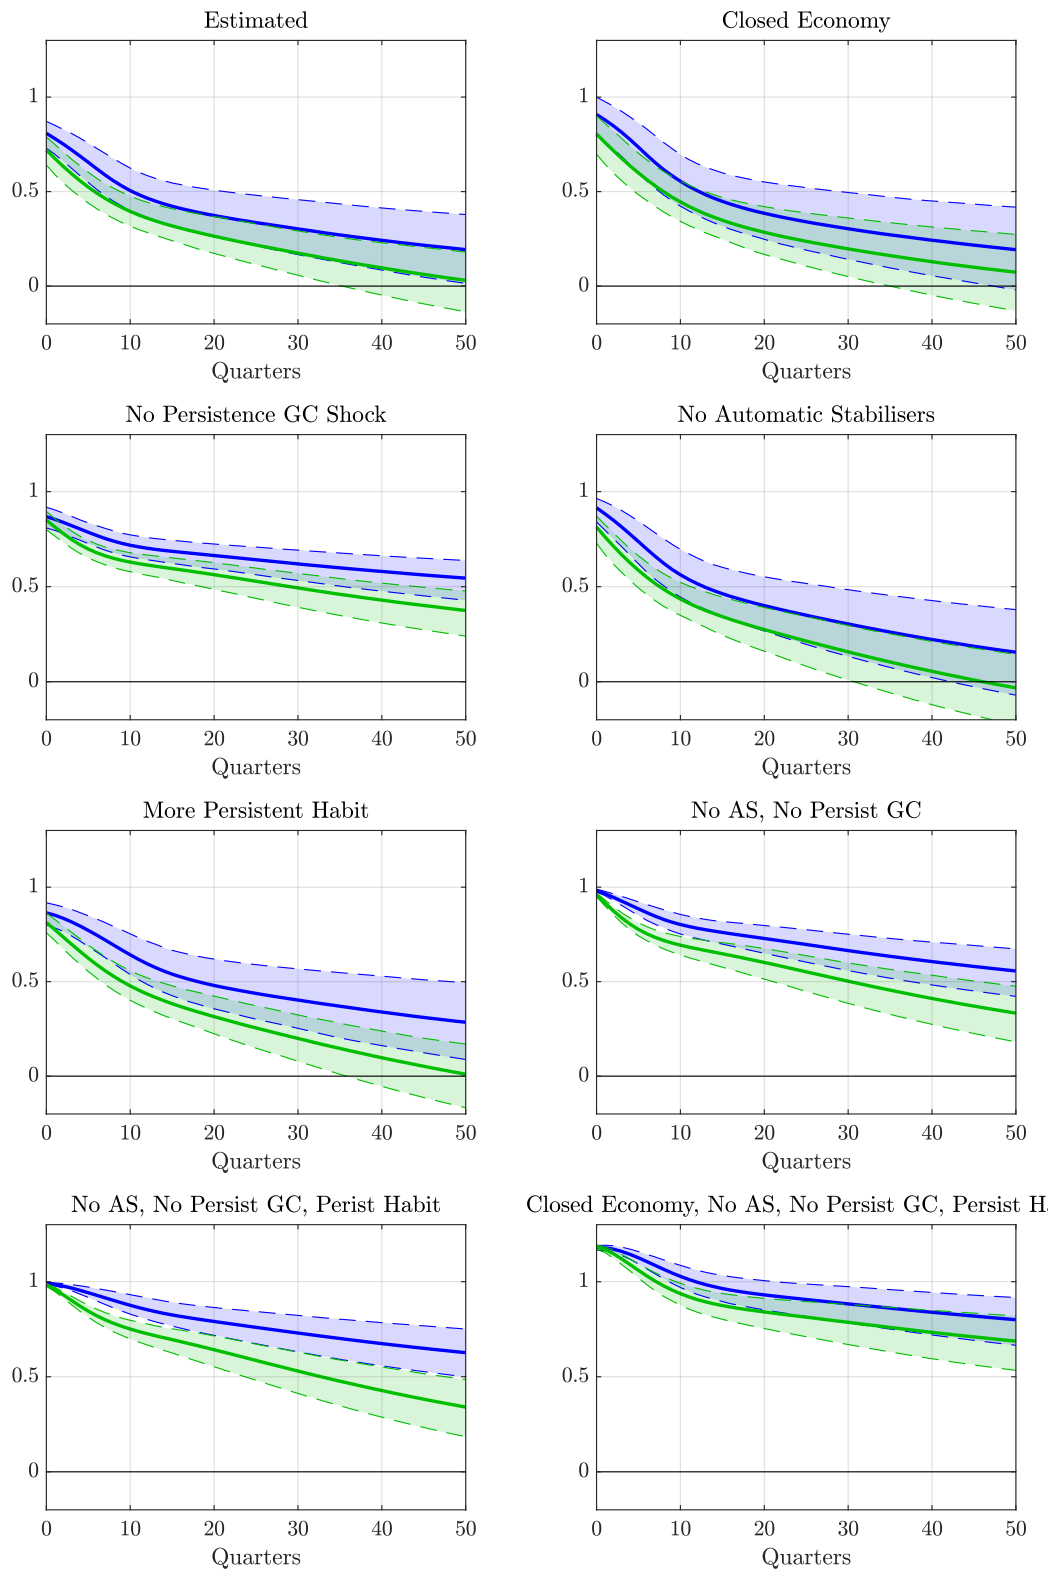 Estimated
1
0.5
0
0 10 20 30 40 50
Quarters
Closed Economy
1
0.5
0
0 10 20 30 40 50
Quarters
No Persistence GC Shock
1
0.5
0
0 10 20 30 40 50
Quarters
No Automatic Stabilisers
1
0.5
0
0 10 20 30 40 50
Quarters
More Persistent Habit
1
0.5
0
0 10 20 30 40 50
Quarters
No AS, No Persist GC
1
0.5
0
0 10 20 30 40 50
Quarters
No AS, No Persist GC, Perist Habit
1
0.5
0
0 10 20 30 40 50
Quarters
Closed Economy, No AS, No Persist GC, Persist Ha
1
0.5
0
0 10 20 30 40 50
Quarters